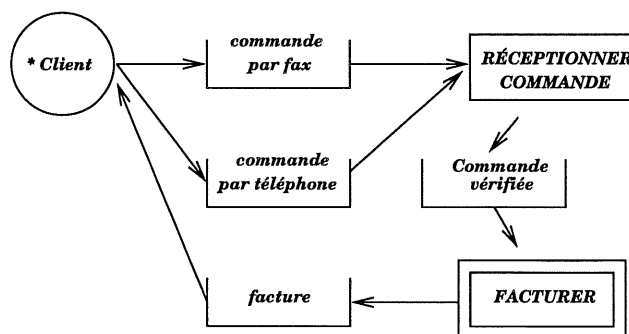 * Client
commande
par fax
RÉCEPTIONNER
COMMANDE
commande
par téléphone
Commande
vérifiée
facture
FACTURER